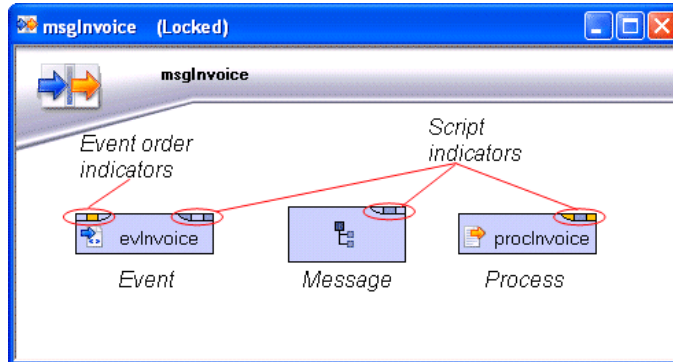 msgInvoice (Locked)
msgInvoice
Event order
indicators
Script
indicators
evInvoice
procInvoice
Event
Message
Process